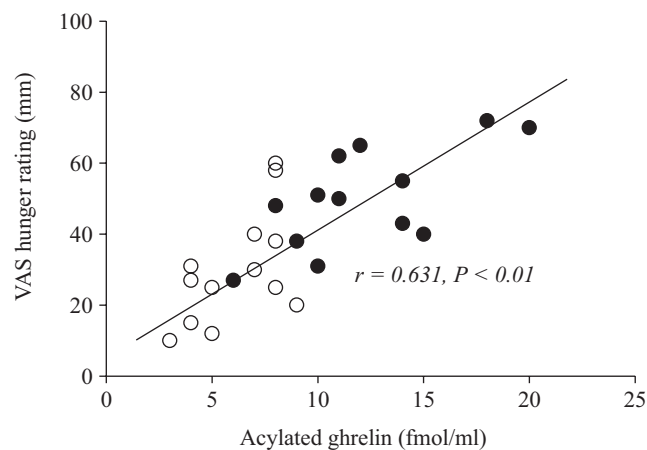 100
80
60
40
20
0
VAS hunger rating (mm)
r = 0.631, P < 0.01
0 5 10 15 20 25
Acylated ghrelin (fmol/ml)